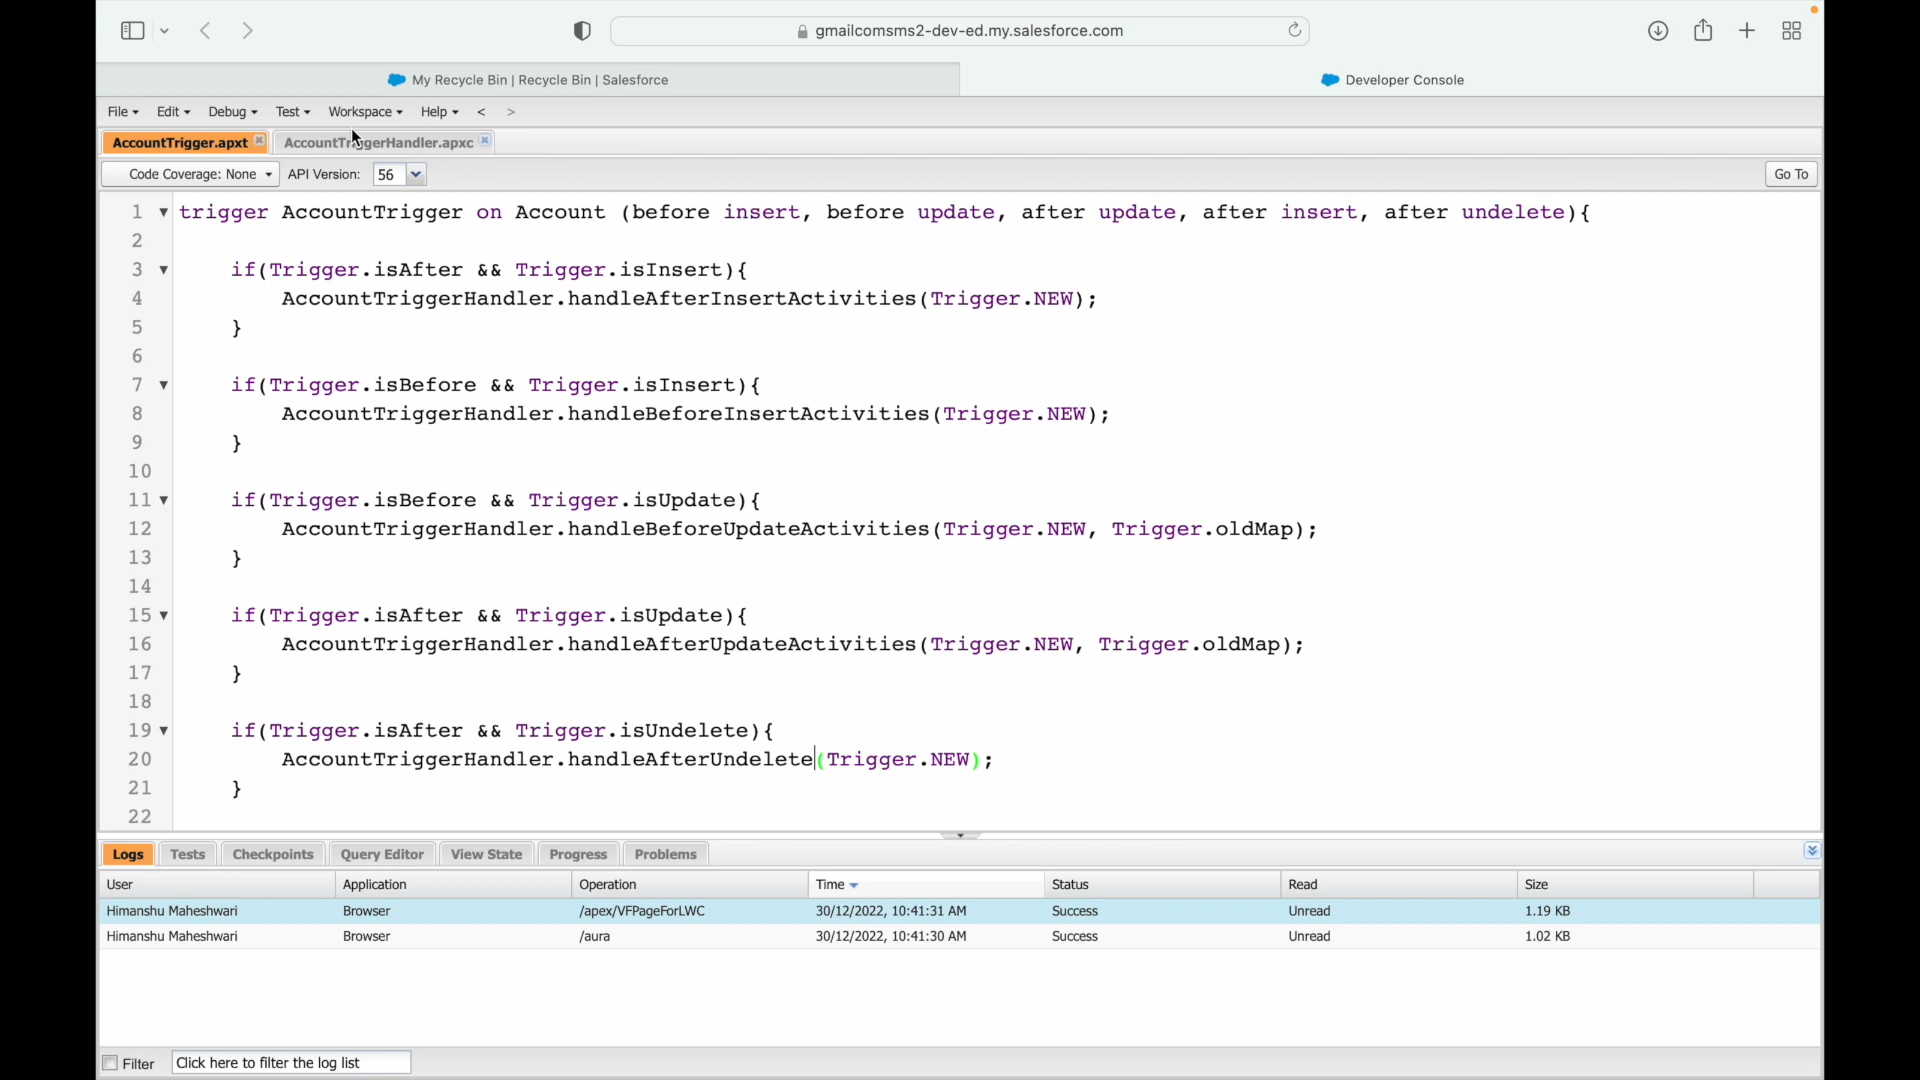 gmailcomsms2-dev-ed.my.salesforce.com
My Recycle Bin | Recycle Bin | Salesforce
Developer Console
File Edit Debug Test Workspace Help < >
AccountTrigger.apxt AccountTriggerHandler.apxc
Code Coverage: None API Version: 56 Go To
1 trigger AccountTrigger on Account (before insert, before update, after update, after insert, after undelete){
2
3 if(Trigger.isAfter && Trigger.isInsert){
4 AccountTriggerHandler.handleAfterInsertActivities(Trigger.NEW);
5 }
6
7 if(Trigger.isBefore && Trigger.isInsert){
8 AccountTriggerHandler.handleBeforeInsertActivities(Trigger.NEW);
9 }
10
11 if(Trigger.isBefore && Trigger.isUpdate){
12 AccountTriggerHandler.handleBeforeUpdateActivities(Trigger.NEW, Trigger.oldMap);
13 }
14
15 if(Trigger.isAfter && Trigger.isUpdate){
16 AccountTriggerHandler.handleAfterUpdateActivities(Trigger.NEW, Trigger.oldMap);
17 }
18
19 if(Trigger.isAfter && Trigger.isUndelete){
20 AccountTriggerHandler.handleAfterUndelete(Trigger.NEW);
21 }
22
Logs Tests Checkpoints Query Editor View State Progress Problems
User Application Operation Time Status Read Size
Himanshu Maheshwari Browser /apex/VFPageForLWC 30/12/2022, 10:41:31 AM Success Unread 1.19 KB
Himanshu Maheshwari Browser /aura 30/12/2022, 10:41:30 AM Success Unread 1.02 KB
Filter Click here to filter the log list